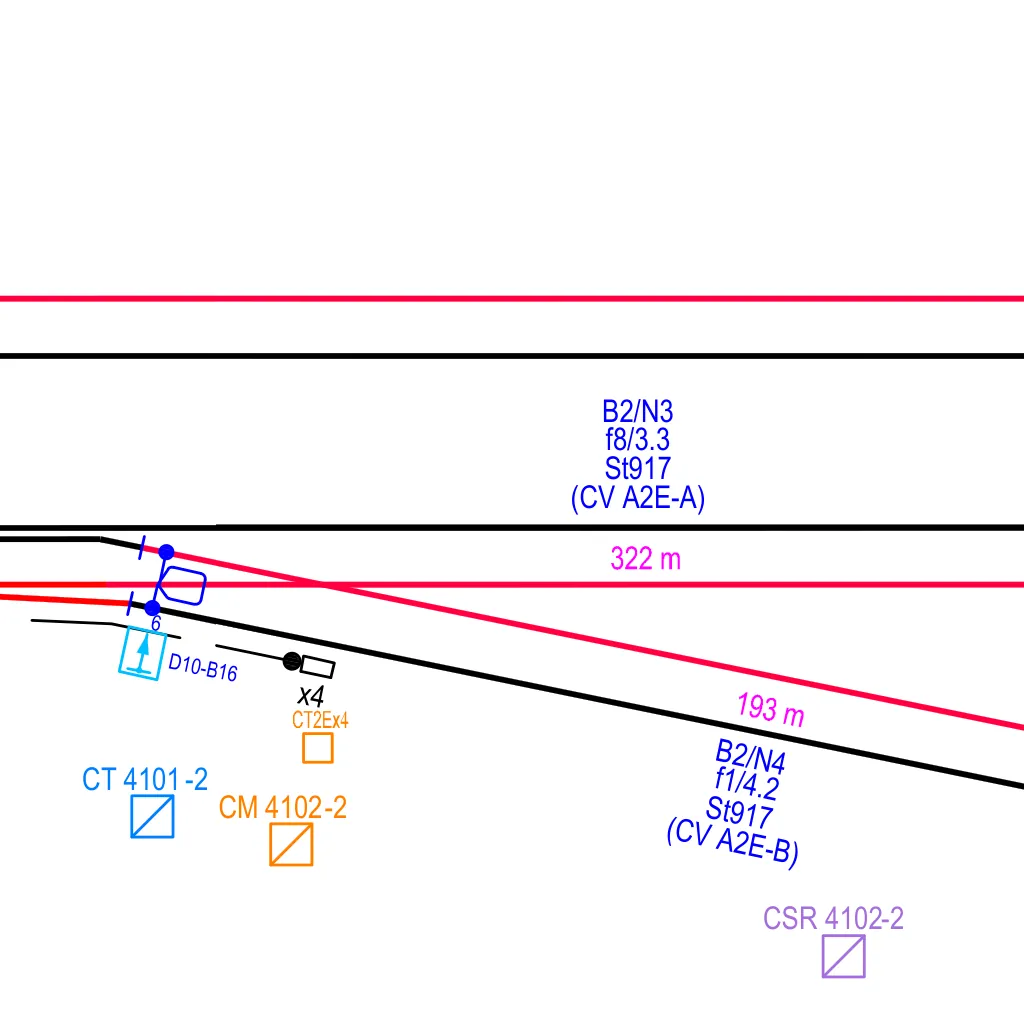 B2/N3
f8/3.3
St917
(CV A2E-A)
322 m
6
D10-B16
x4
CT2Ex4
193 m
B2/N4
f1/4.2
St917
(CV A2E-B)
CT 4101-2
CM 4102-2
CSR 4102-2